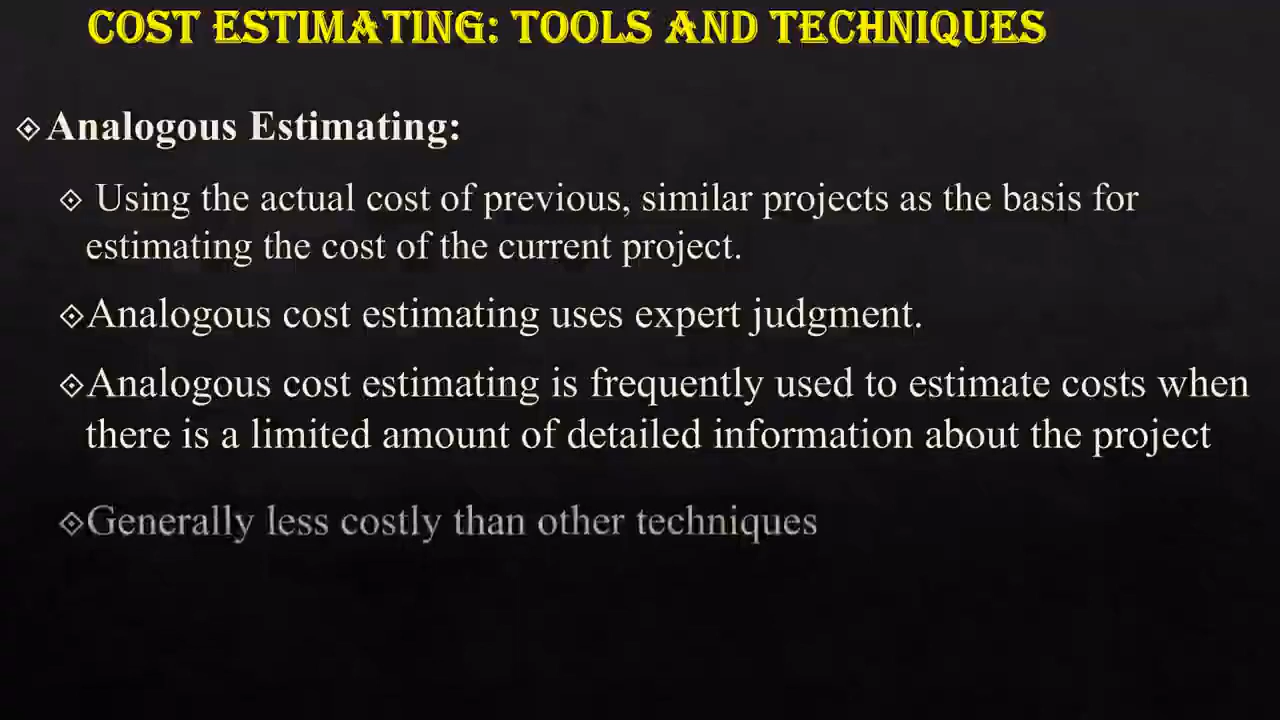 COST ESTIMATING: TOOLS AND TECHNIQUES
Analogous Estimating:
Using the actual cost of previous, similar projects as the basis for
estimating the cost of the current project.
Analogous cost estimating uses expert judgment.
Analogous cost estimating is frequently used to estimate costs when
there is a limited amount of detailed information about the project
Generally less costly than other techniques